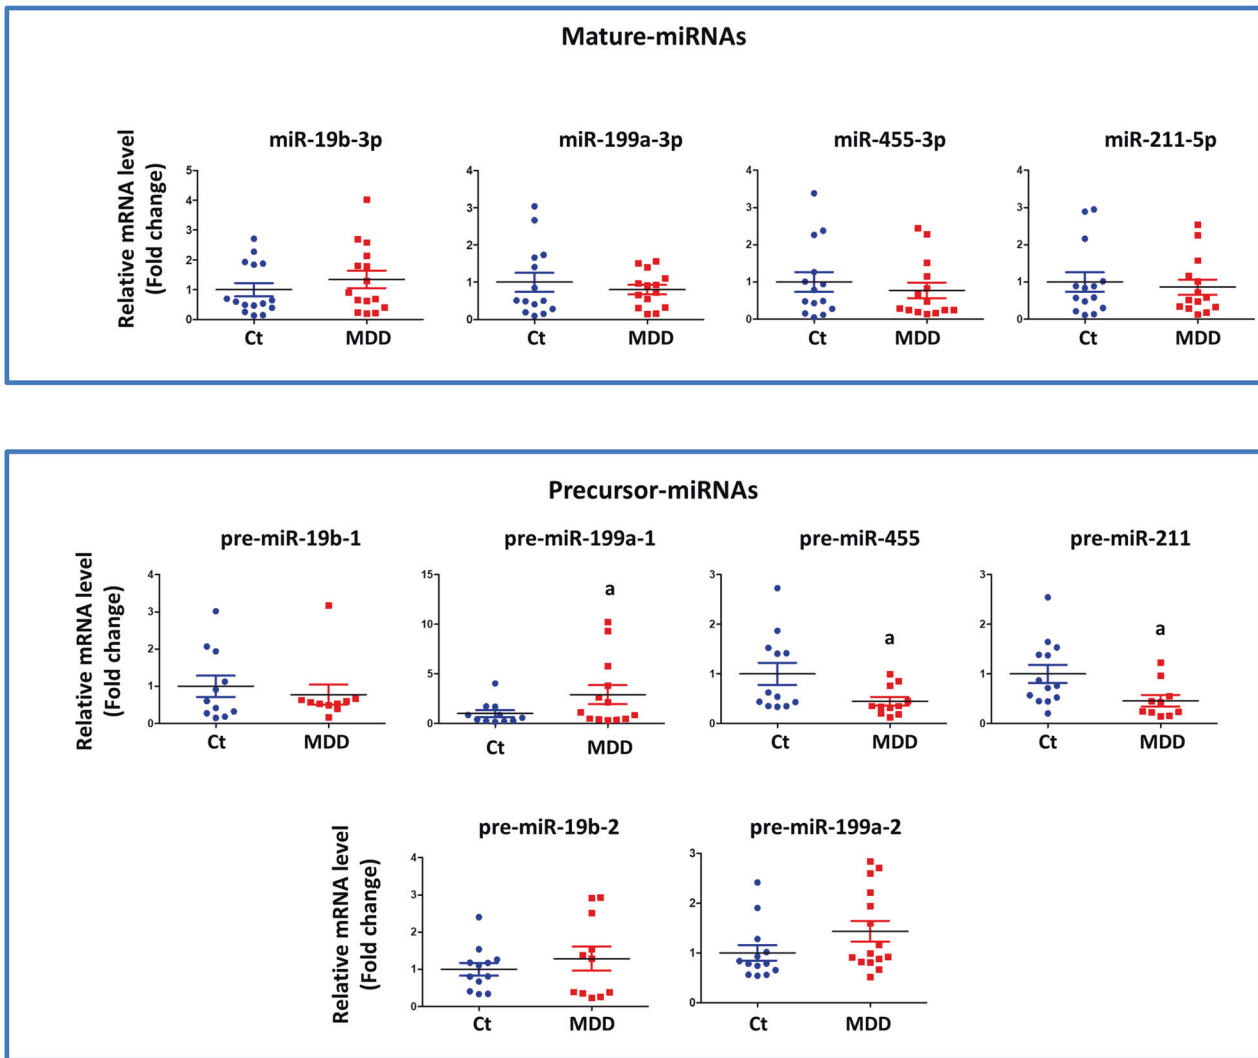 Mature-miRNAs
miR-19b-3p
miR-199a-3p
miR-455-3p
miR-211-5p
Relative mRNA level
(Fold change)
5
4
3
2
1
0
Ct
MDD
4
3
2
1
0
Ct
MDD
4
3
2
1
0
Ct
MDD
4
3
2
1
0
Ct
MDD
Precursor-miRNAs
pre-miR-19b-1
pre-miR-199a-1
pre-miR-455
pre-miR-211
Relative mRNA level
(Fold change)
4
3
2
1
0
Ct
MDD
15
10
5
0
a
Ct
MDD
3
2
1
0
a
Ct
MDD
3
2
1
0
a
Ct
MDD
pre-miR-19b-2
pre-miR-199a-2
Relative mRNA level
(Fold change)
4
3
2
1
0
Ct
MDD
3
2
1
0
Ct
MDD